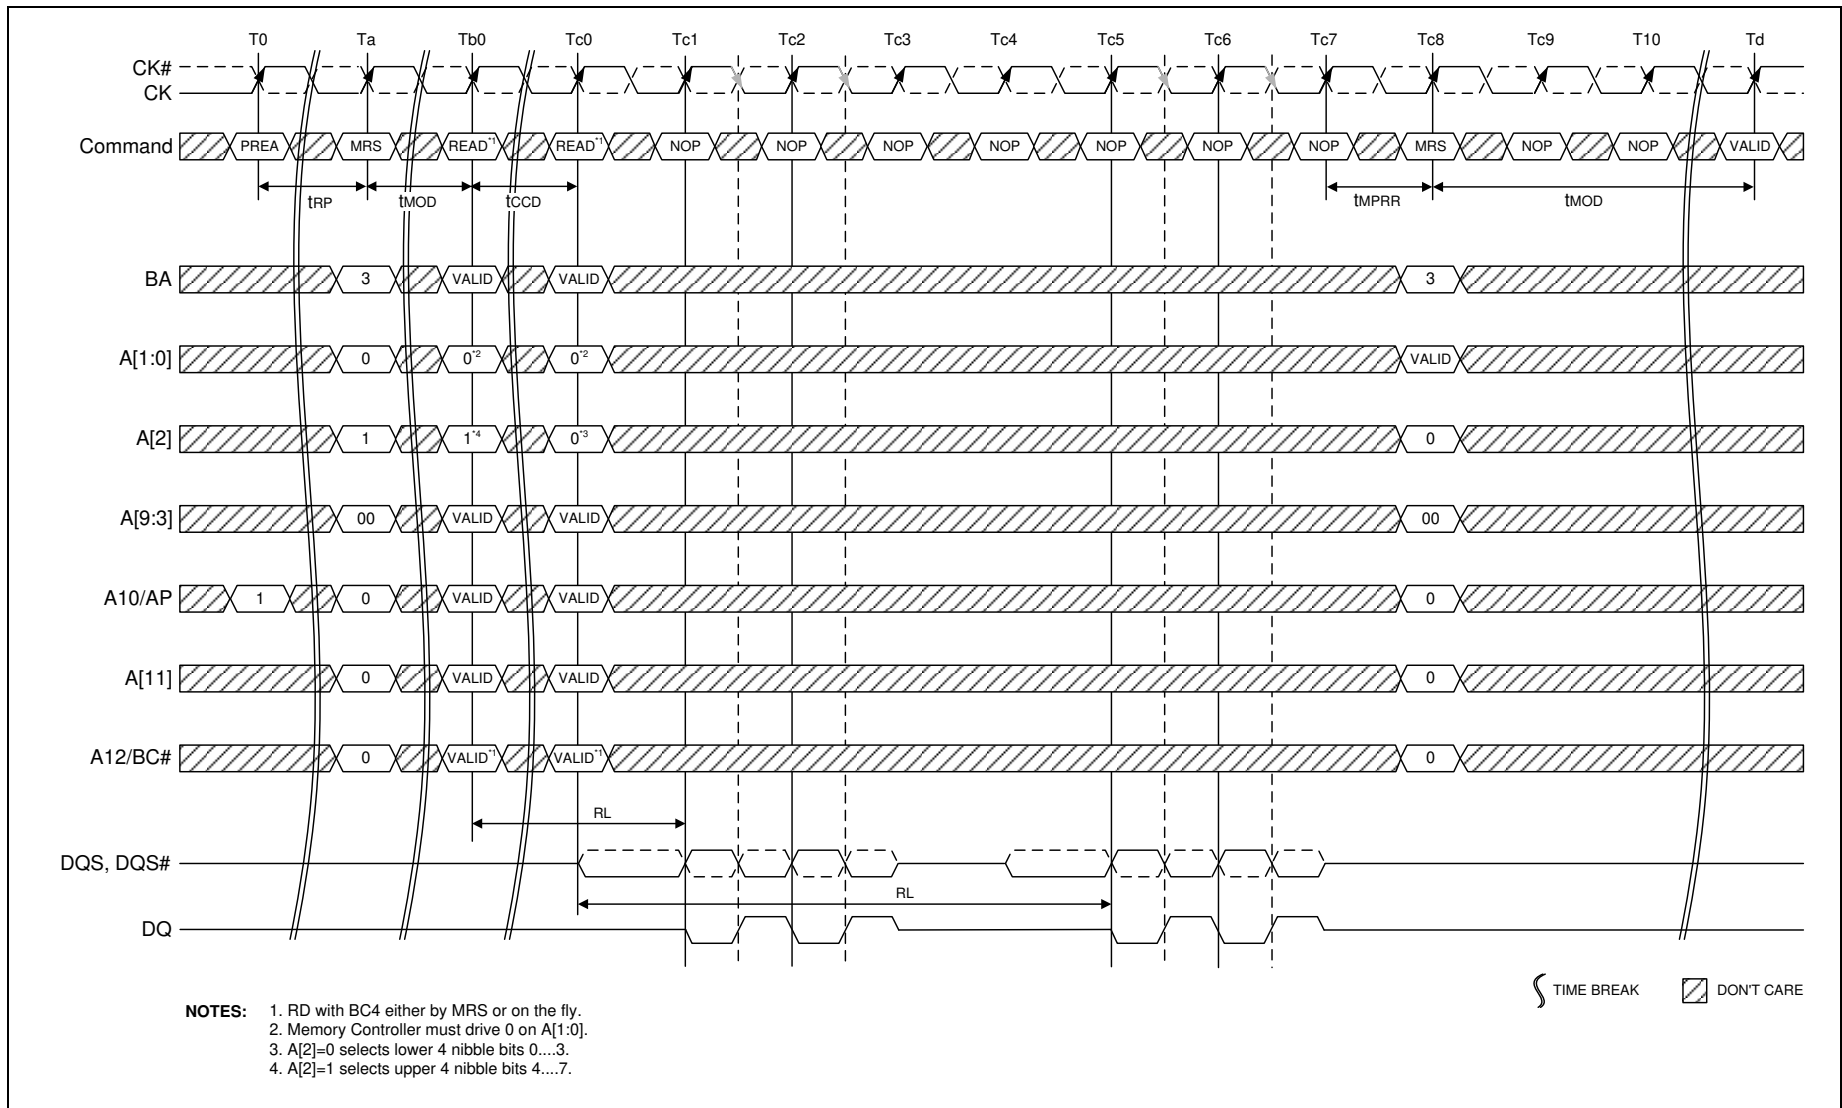 T0 Ta Tb0 Tc0 Tc1 Tc2 Tc3 Tc4 Tc5 Tc6 Tc7 Tc8 Tc9 T10 Td
CK#
CK
Command PREA MRS READ*1 READ*1 NOP NOP NOP NOP NOP NOP NOP MRS NOP NOP VALID
tRP tMOD tCCD tMPRR tMOD
BA 3 VALID VALID 3
A[1:0] 0 0*2 0*2 VALID
A[2] 1 1*4 0*3 0
A[9:3] 00 VALID VALID 00
A10/AP 1 0 VALID VALID 0
A[11] 0 VALID VALID 0
A12/BC# 0 VALID*1 VALID*1 0
RL
DQS, DQS#
RL
DQ
TIME BREAK DON'T CARE
NOTES: 1. RD with BC4 either by MRS or on the fly.
2. Memory Controller must drive 0 on A[1:0].
3. A[2]=0 selects lower 4 nibble bits 0....3.
4. A[2]=1 selects upper 4 nibble bits 4....7.